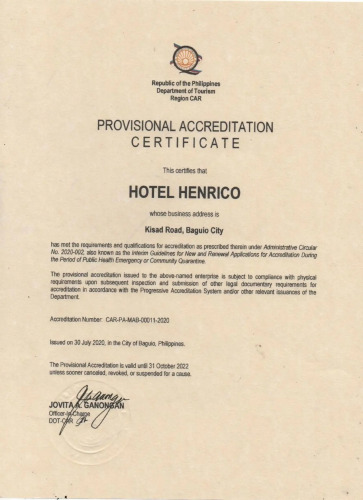 Republic of the Philippines
Department of Tourism
Region CAR
PROVISIONAL ACCREDITATION
CERTIFICATE
This certifies that
HOTEL HENRICO
whose business address is
Kisad Road, Baguio City
has met the requirements and qualifications for accreditation as prescribed therein under Administrative Circular
No. 2020-002, also known as the Interim Guidelines for New and Renewal Applications for Accreditation During
the Period of Public Health Emergency or Community Quarantine.
The provisional accreditation issued to the above-named enterprise is subject to compliance with physical
requirements upon subsequent inspection and submission of other legal documentary requirements for
accreditation in accordance with the Progressive Accreditation System and/or other relevant issuances of the
Department.
Accreditation Number: CAR-PA-MAB-00011-2020
Issued on 30 July 2020, in the City of Baguio, Philippines.
The Provisional Accreditation is valid until 31 October 2022
unless sooner canceled, revoked, or suspended for a cause.
JOVITA A. GANONGAN
Officer-In-Charge
DOT-CAR